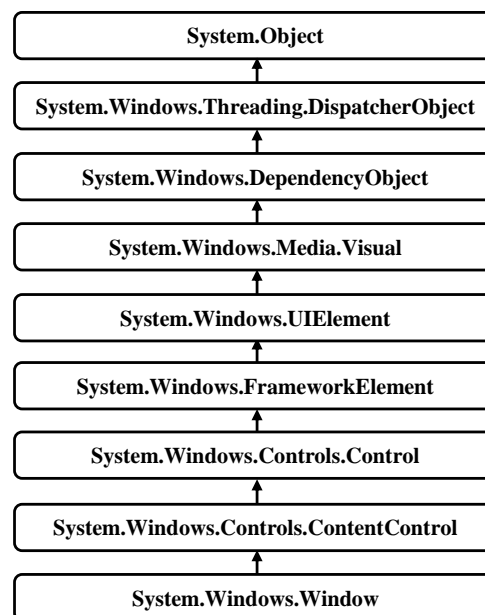 System.Object
System.Windows.Threading.DispatcherObject
System.Windows.DependencyObject
System.Windows.Media.Visual
System.Windows.UIElement
System.Windows.FrameworkElement
System.Windows.Controls.Control
System.Windows.Controls.ContentControl
System.Windows.Window